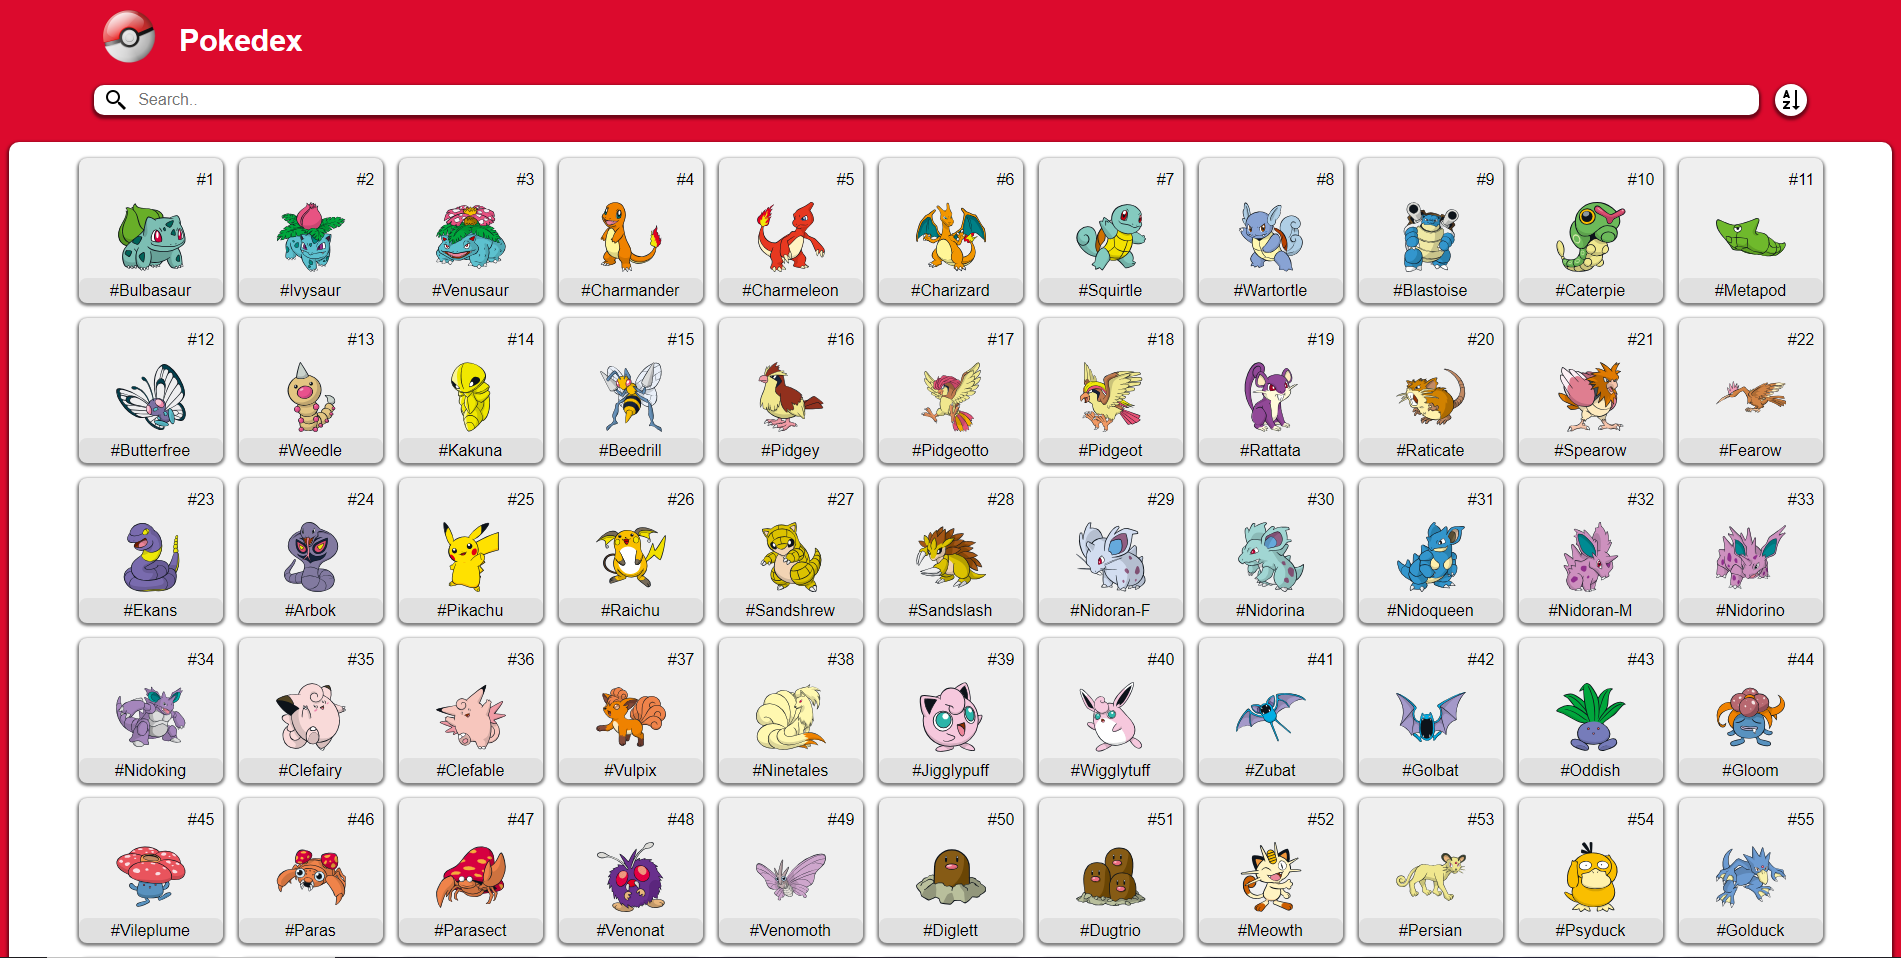 Pokedex
Search..
A
Z
#1 #2 #3 #4 #5 #6 #7 #8 #9 #10 #11
#Bulbasaur #Ivysaur #Venusaur #Charmander #Charmeleon #Charizard #Squirtle #Wartortle #Blastoise #Caterpie #Metapod
#12 #13 #14 #15 #16 #17 #18 #19 #20 #21 #22
#Butterfree #Weedle #Kakuna #Beedrill #Pidgey #Pidgeotto #Pidgeot #Rattata #Raticate #Spearow #Fearow
#23 #24 #25 #26 #27 #28 #29 #30 #31 #32 #33
#Ekans #Arbok #Pikachu #Raichu #Sandshrew #Sandslash #Nidoran-F #Nidorina #Nidoqueen #Nidoran-M #Nidorino
#34 #35 #36 #37 #38 #39 #40 #41 #42 #43 #44
#Nidoking #Clefairy #Clefable #Vulpix #Ninetales #Jigglypuff #Wigglytuff #Zubat #Golbat #Oddish #Gloom
#45 #46 #47 #48 #49 #50 #51 #52 #53 #54 #55
#Vileplume #Paras #Parasect #Venonat #Venomoth #Diglett #Dugtrio #Meowth #Persian #Psyduck #Golduck